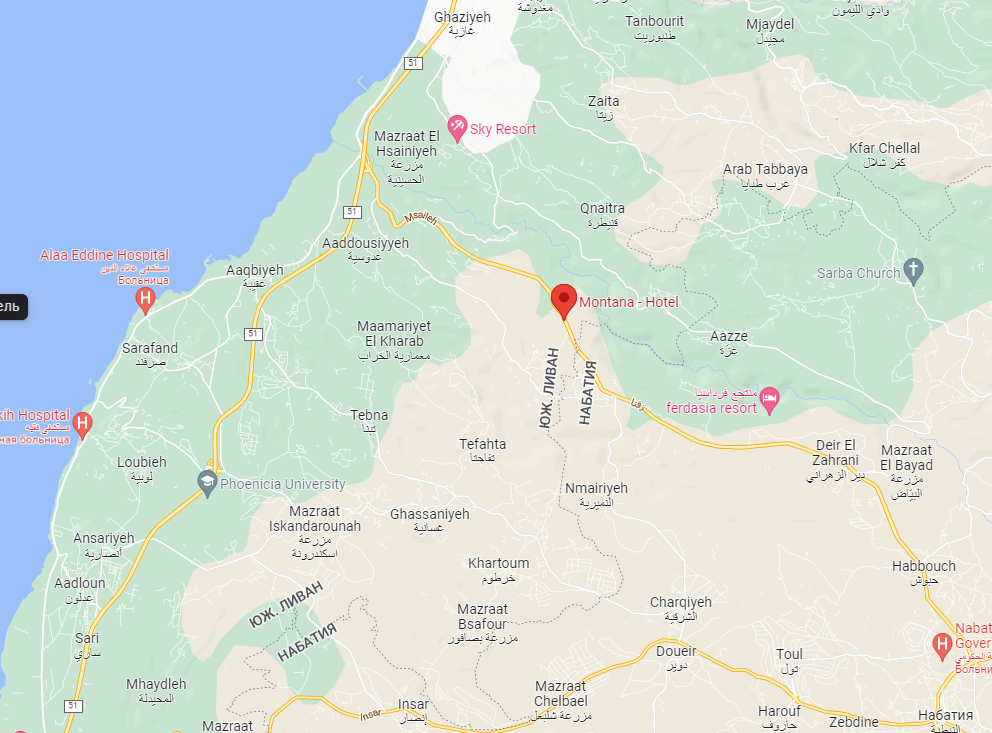 مغدوشة
وادي الليمون
Ghaziyeh
غازية
Tanbourit
طنبوريت
Mjaydel
مجيدل
51
Zaita
زيتا
Sky Resort
Mazraat El
Hsainiyeh
مزرعة
الحسينية
Kfar Chellal
كفر شلال
Arab Tabbaya
عرب طبايا
51
Msaileh
Qnaitra
قنيطرة
Aaddousiyyeh
عدوسية
Alaa Eddine Hospital
مستشفى علاء الدين
Больница
Aaqbiyeh
عقبية
Sarba Church
ель
Montana - Hotel
51
Maamariyet
El Kharab
معمارية الخراب
Aazze
عزة
Sarafand
صرفند
ЮЖ. ЛИВАН
НАБАТИЯ
زفتا
منتجع فرداسيا
ferdasia resort
kih Hospital
مستشفى فقيه
ная больница
Tebna
تبنا
Tefahta
تفاحتا
Deir El
Zahrani
دير الزهراني
Mazraat
El Bayad
مزرعة
البيّاض
Loubieh
لوبية
Phoenicia University
Nmairiyeh
النميرية
Mazraat
Iskandarounah
مزرعة
اسكندرونة
Ghassaniyeh
غسانية
Ansariyeh
أنصارية
Khartoum
خرطوم
Habbouch
حبوش
Aadloun
عدلون
ЮЖ. ЛИВАН
НАБАТИЯ
Mazraat
Bsafour
مزرعة بصافور
Charqiyeh
الشرقية
Sari
ساري
Nabat
Gover
ة الحكومي
Больни
Doueir
دوير
Toul
تول
Mhaydleh
المحيدلة
Mazraat
Chelbael
مزرعة شلبعل
51
Insar
Insar
إنصار
Harouf
حاروف
Zebdine
Набатия
النبطية
Mazraat